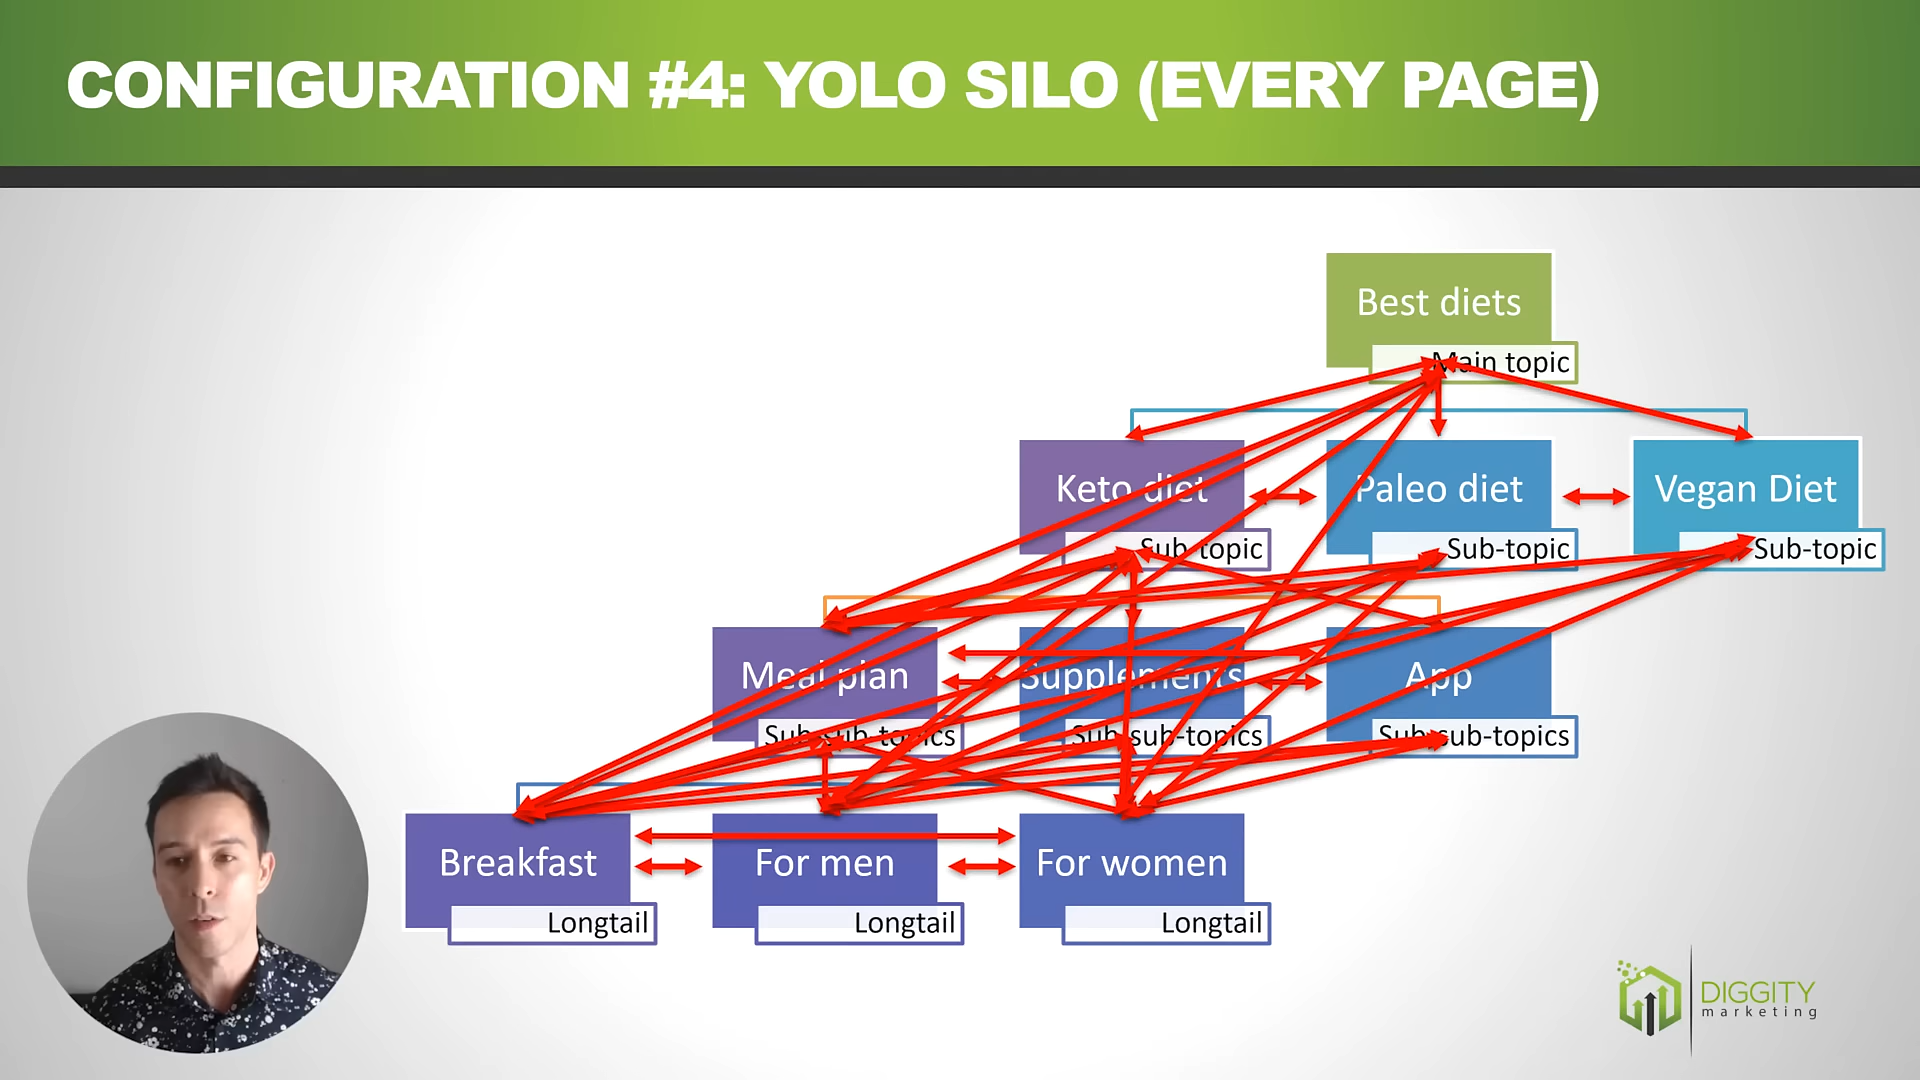 CONFIGURATION #4: YOLO SILO (EVERY PAGE)
Best diets
Main topic
Keto diet
Sub-topic
Paleo diet
Sub-topic
Vegan Diet
Sub-topic
Meal plan
Sub-sub-topics
Supplements
Sub-sub-topics
App
Sub-sub-topics
Breakfast
Longtail
For men
Longtail
For women
Longtail
DIGGITY
marketing